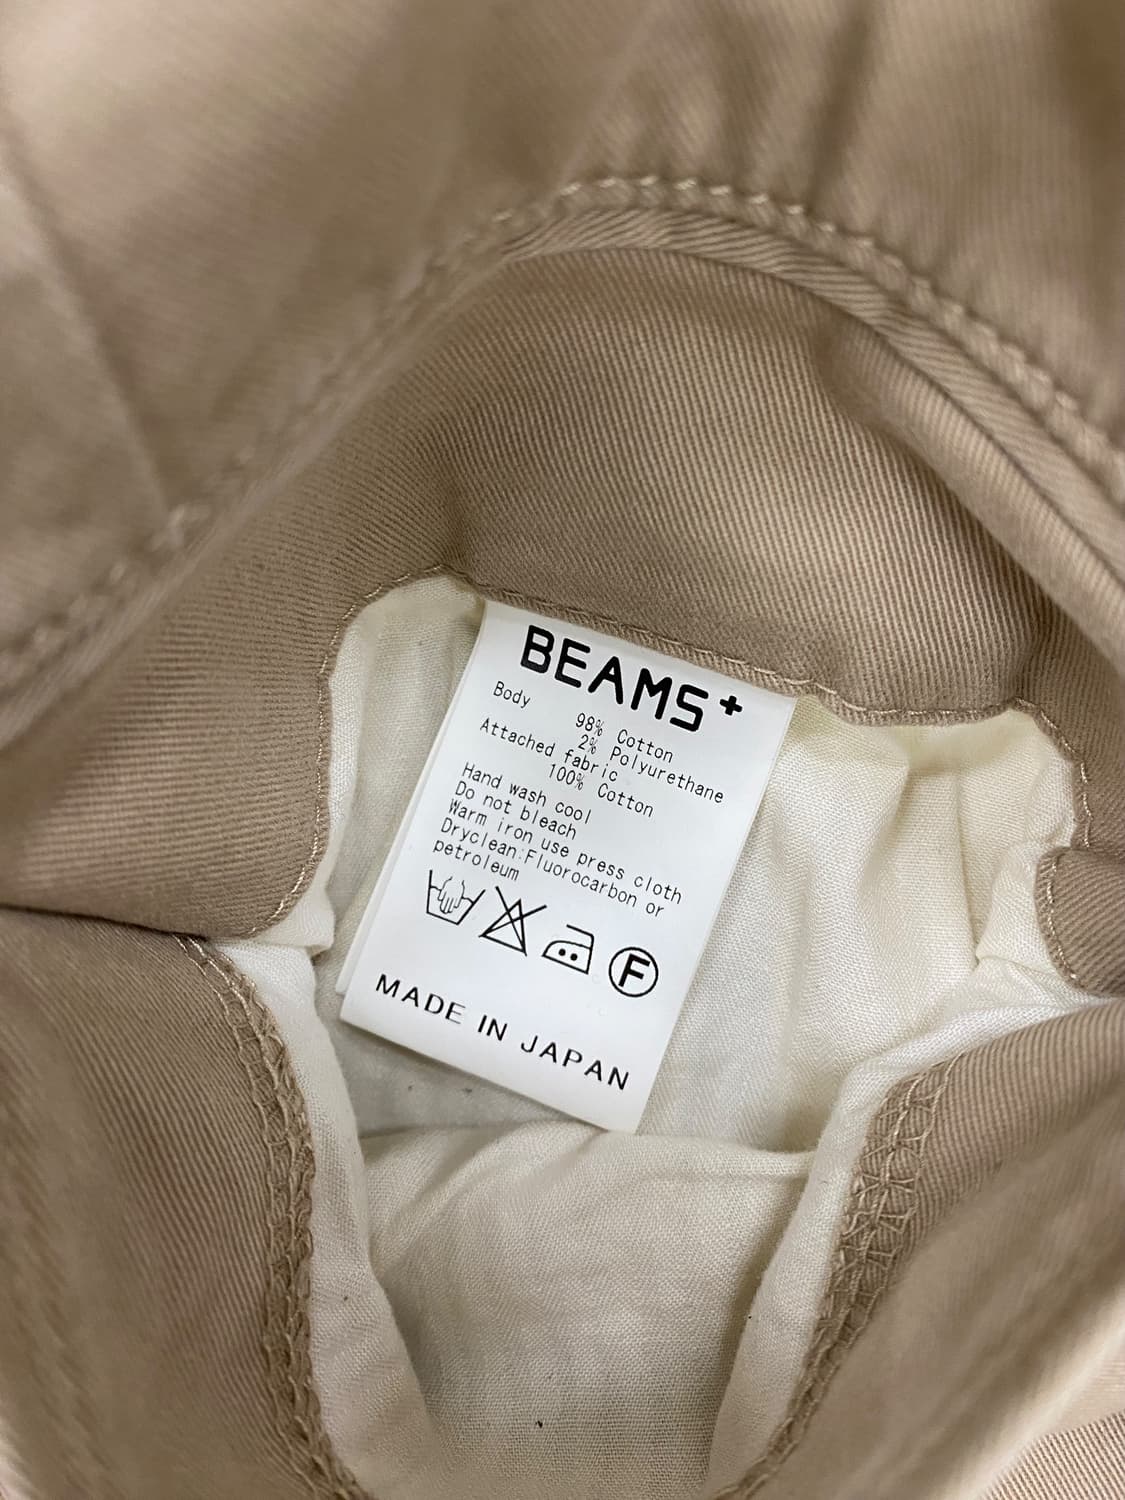 BEAMS+
Body
98% Cotton
2% Polyurethane
Attached fabric
100% Cotton
Hand wash cool
Do not bleach
Warm iron use press cloth
Dryclean:Fluorocarbon or
petroleum
F
MADE IN JAPAN